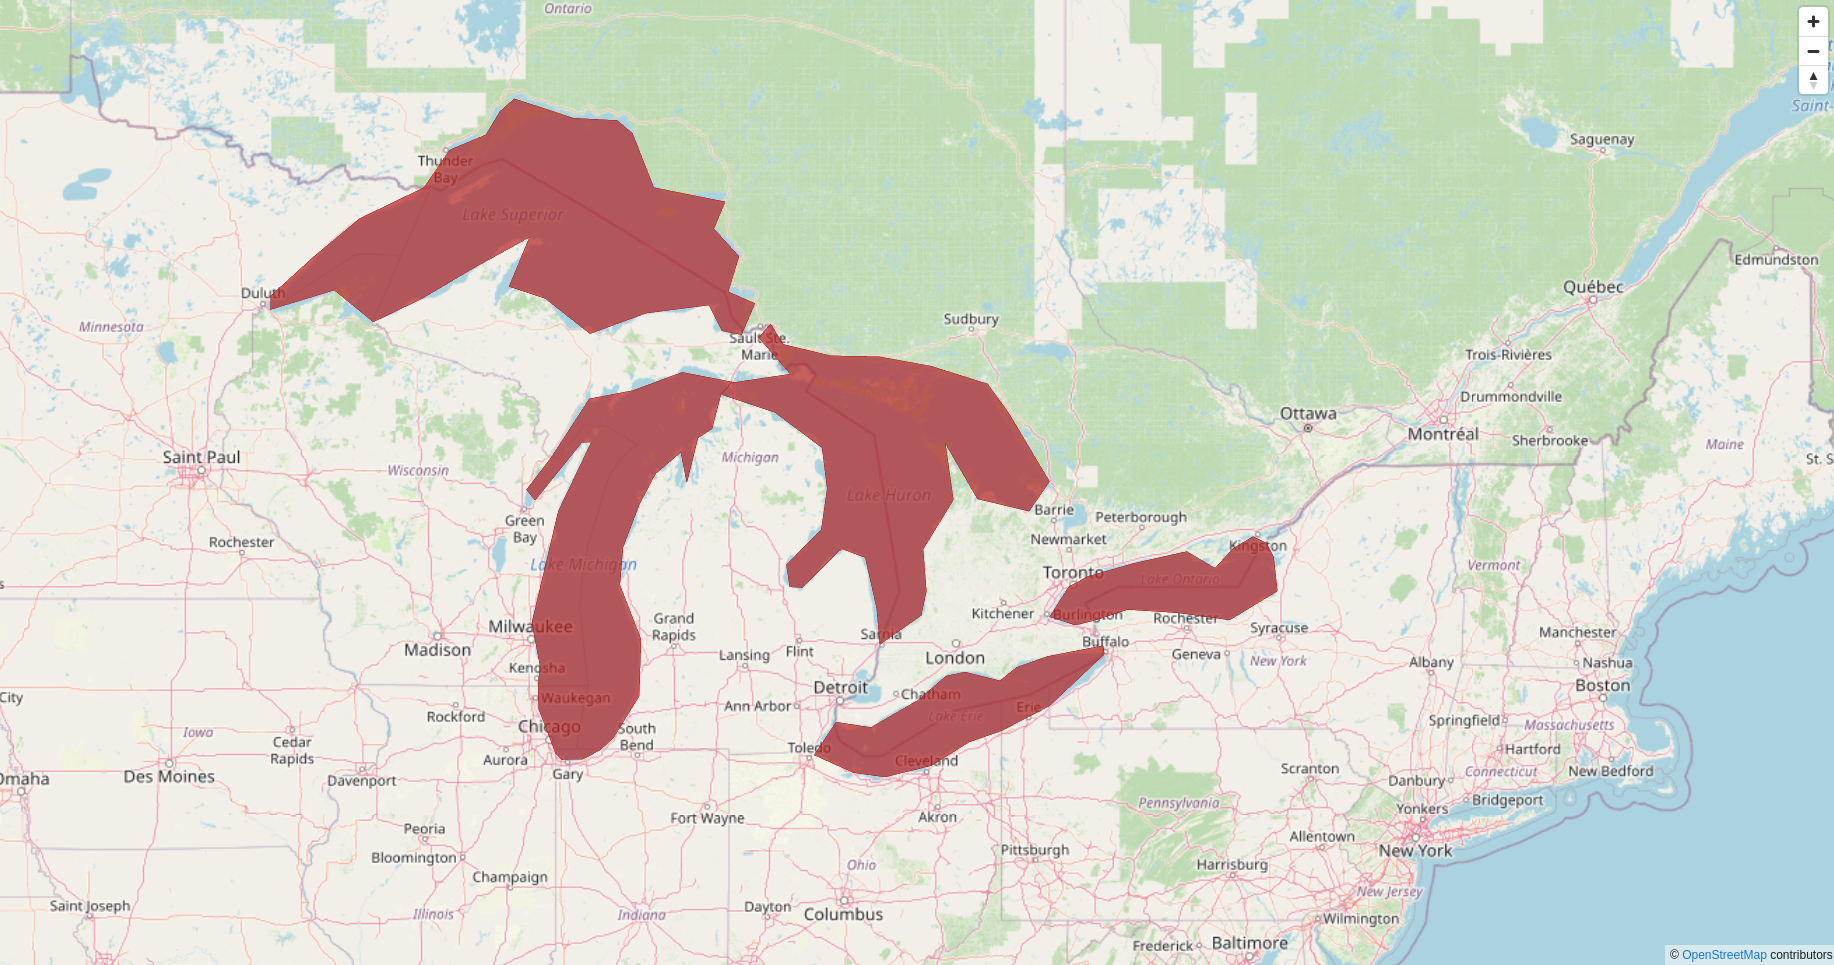 Ontario
Saint-
Saguenay
Thunder
Bay
Lake Superior
Edmundston
Québec
Duluth
Minnesota
Sudbury
Sault Ste.
Marie
Trois-Rivières
Drummondville
Ottawa
Montréal
Sherbrooke
Maine
St. S
Saint Paul
Wisconsin
Michigan
Lake Huron
Barrie
Peterborough
Green
Bay
Newmarket
Kingston
Rochester
Lake Michigan
Toronto
Lake Ontario
Vermont
Kitchener
Burlington
Rochester
Grand
Rapids
Milwaukee
Sarnia
Buffalo
Syracuse
Manchester
Madison
Lansing
Flint
London
Geneva
New York
Albany
Nashua
Kenosha
Detroit
Chatham
Boston
City
Waukegan
Ann Arbor
Lake Erie
Erie
Rockford
Chicago
South
Bend
Springfield
Massachusetts
Iowa
Cedar
Rapids
Toledo
Cleveland
Hartford
Aurora
Gary
Scranton
Connecticut
New Bedford
Omaha
Des Moines
Davenport
Danbury
Pennsylvania
Yonkers
Bridgeport
Fort Wayne
Akron
Peoria
Allentown
Bloomington
Pittsburgh
New York
Ohio
Harrisburg
Champaign
New Jersey
Saint Joseph
Illinois
Indiana
Dayton
Columbus
Wilmington
Frederick
Baltimore
© OpenStreetMap contributors